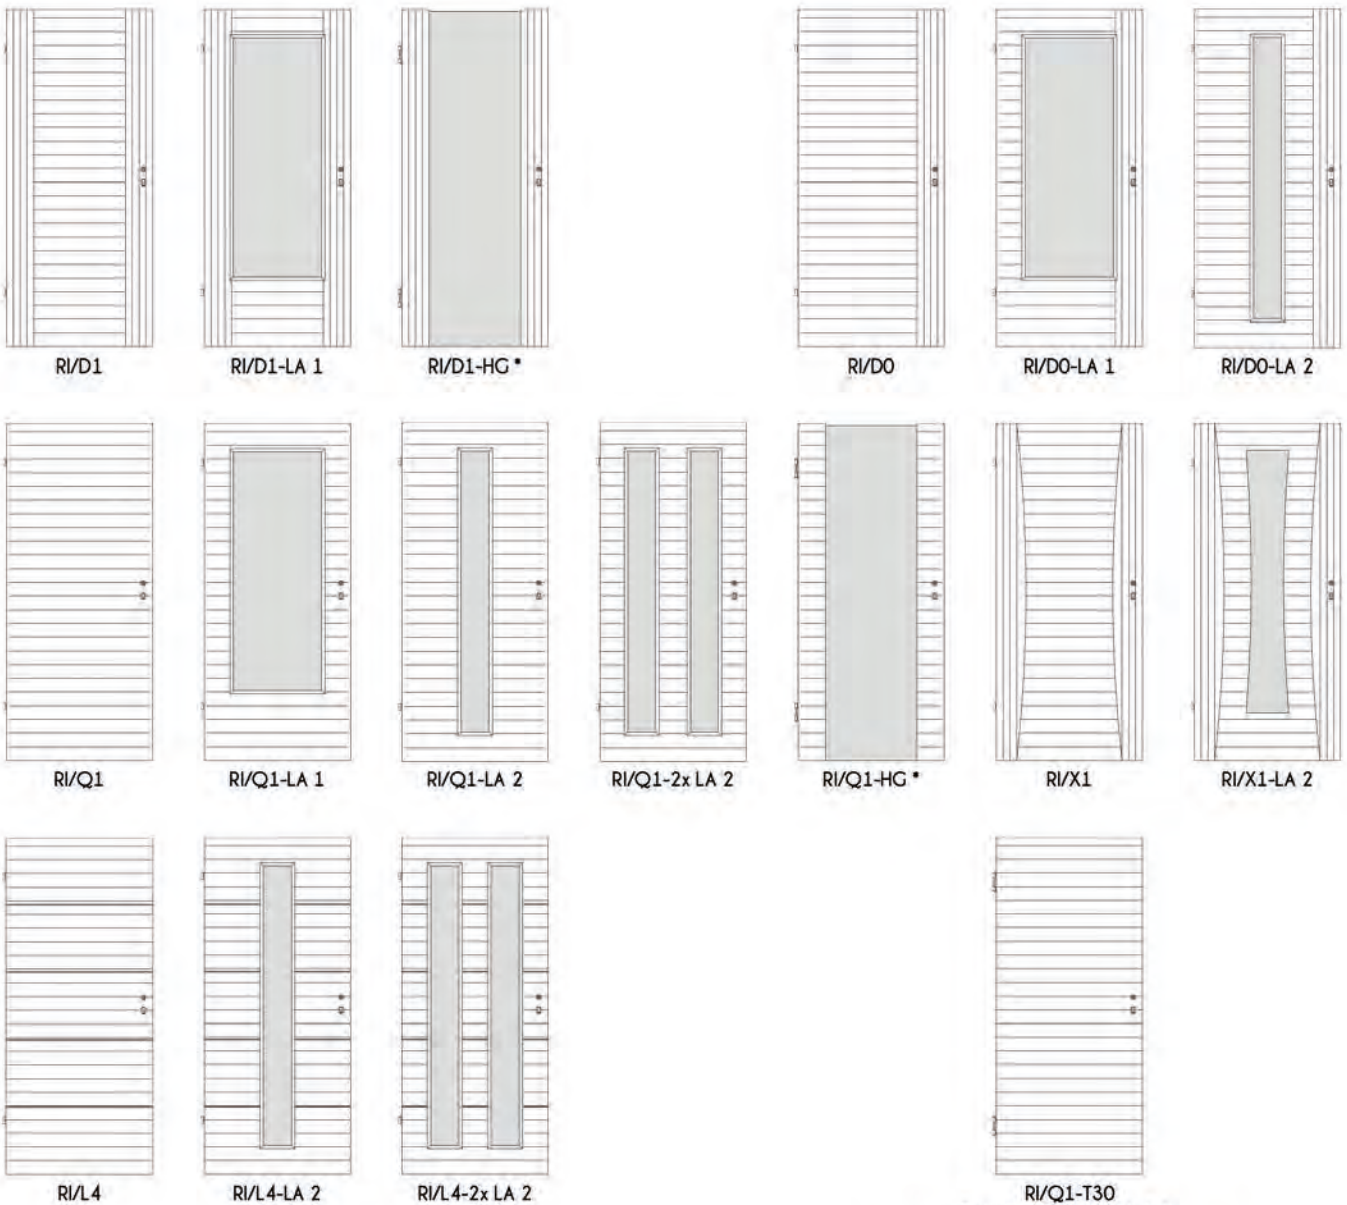 RI/D1
RI/D1-LA 1
RI/D1-HG *
RI/D0
RI/D0-LA 1
RI/D0-LA 2
RI/Q1
RI/Q1-LA 1
RI/Q1-LA 2
RI/Q1-2x LA 2
RI/Q1-HG *
RI/X1
RI/X1-LA 2
RI/L4
RI/L4-LA 2
RI/L4-2x LA 2
RI/Q1-T30